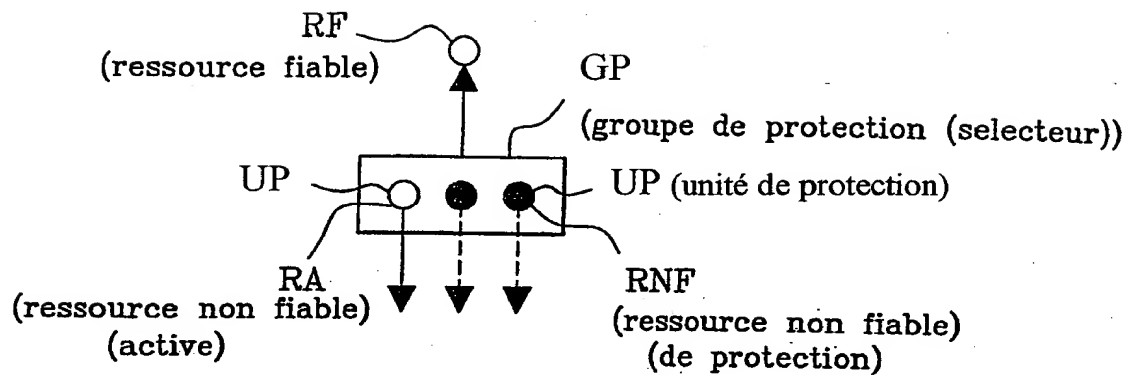 RF
(ressource fiable)
GP
(groupe de protection (selecteur))
UP
UP (unité de protection)
RA
(ressource non fiable)
(active)
RNF
(ressource non fiable)
(de protection)